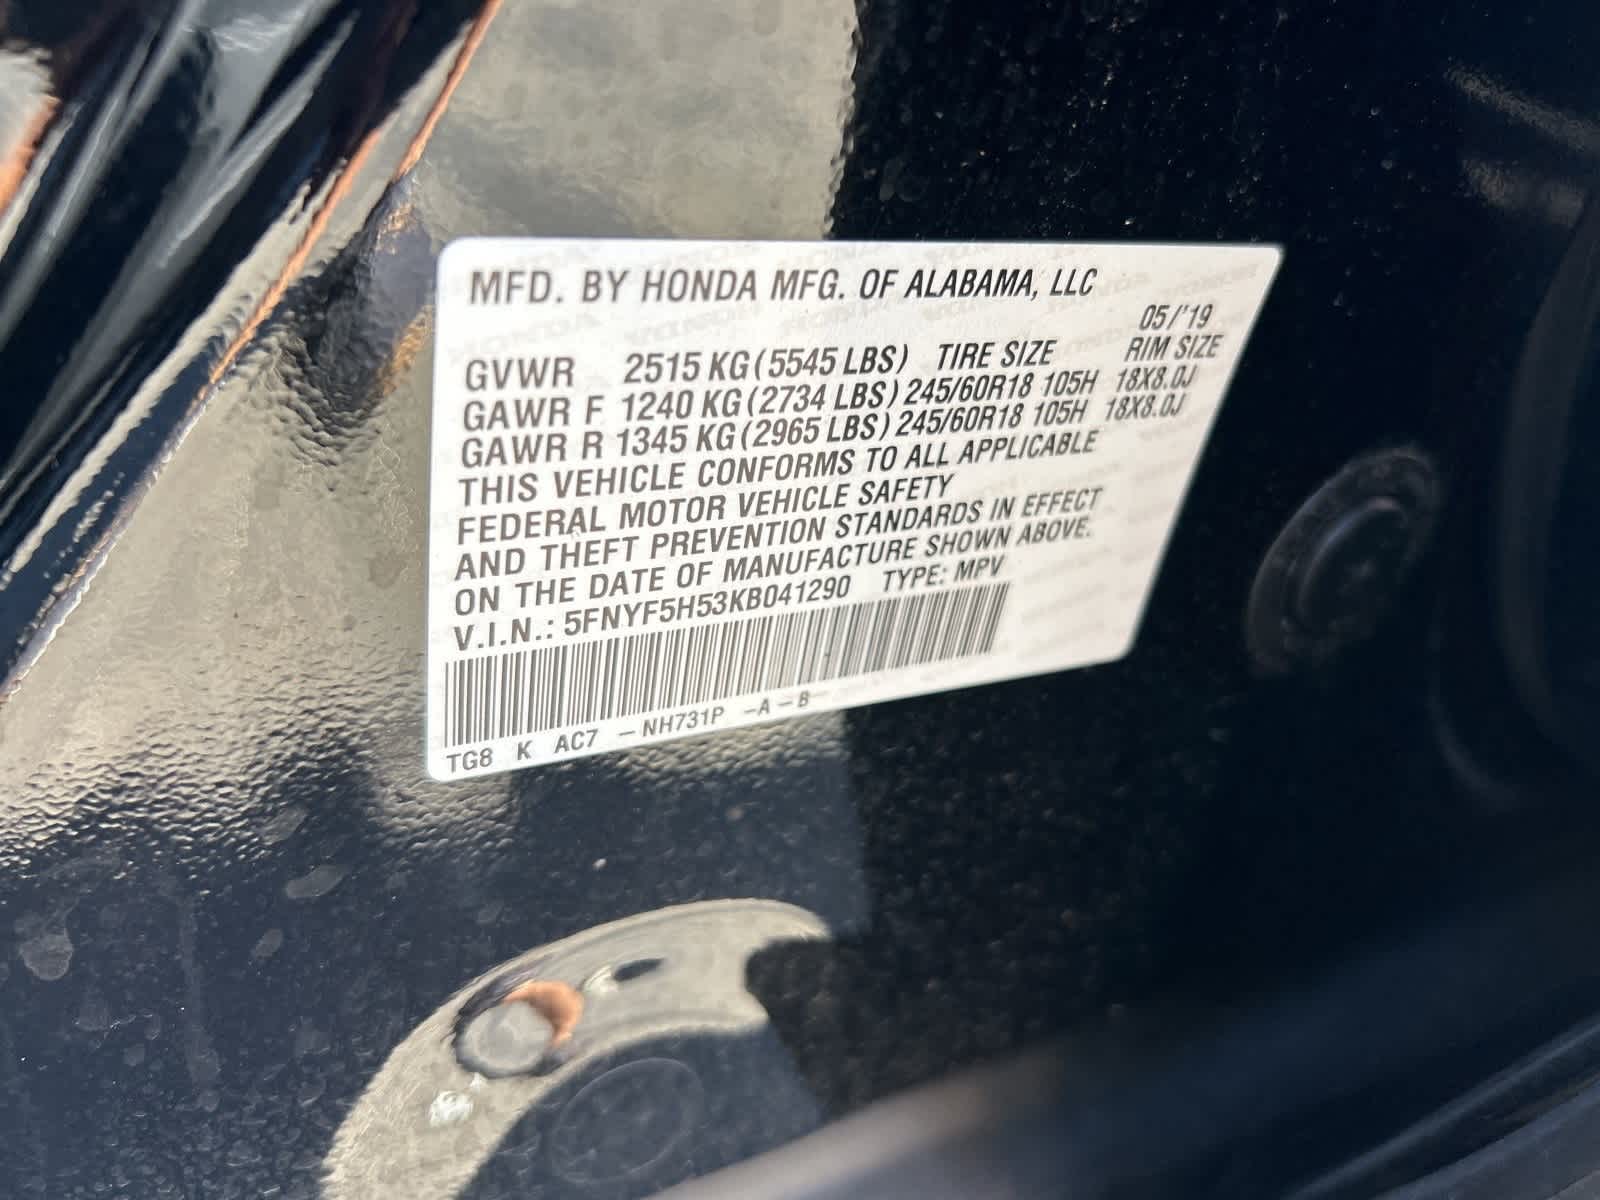 MFD. BY HONDA MFG. OF ALABAMA, LLC
05/'19
GVWR 2515 KG (5545 LBS) TIRE SIZE RIM SIZE
GAWR F 1240 KG (2734 LBS) 245/60R18 105H 18X8.0J
GAWR R 1345 KG (2965 LBS) 245/60R18 105H 18X8.0J
THIS VEHICLE CONFORMS TO ALL APPLICABLE
FEDERAL MOTOR VEHICLE SAFETY
AND THEFT PREVENTION STANDARDS IN EFFECT
ON THE DATE OF MANUFACTURE SHOWN ABOVE.
V.I.N.: 5FNYF5H53KB041290 TYPE: MPV
TG8 K AC7 – NH731P –A – B–